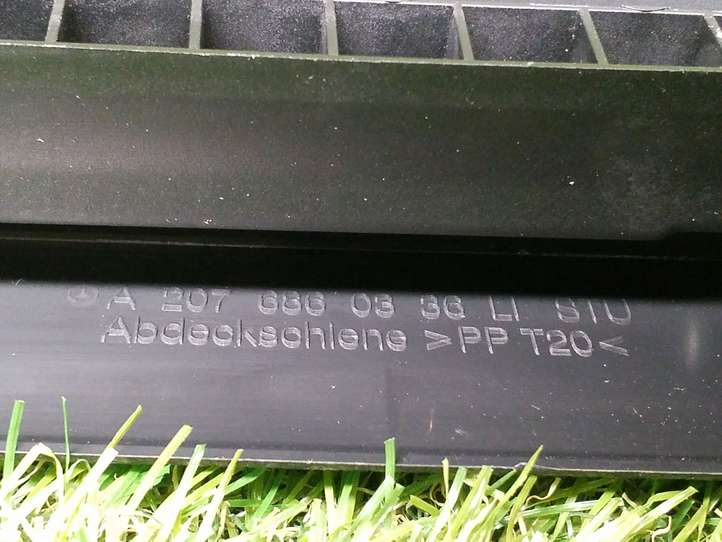 A 207 686 03 36 LI STU
Abdeckschiene >PP T20<